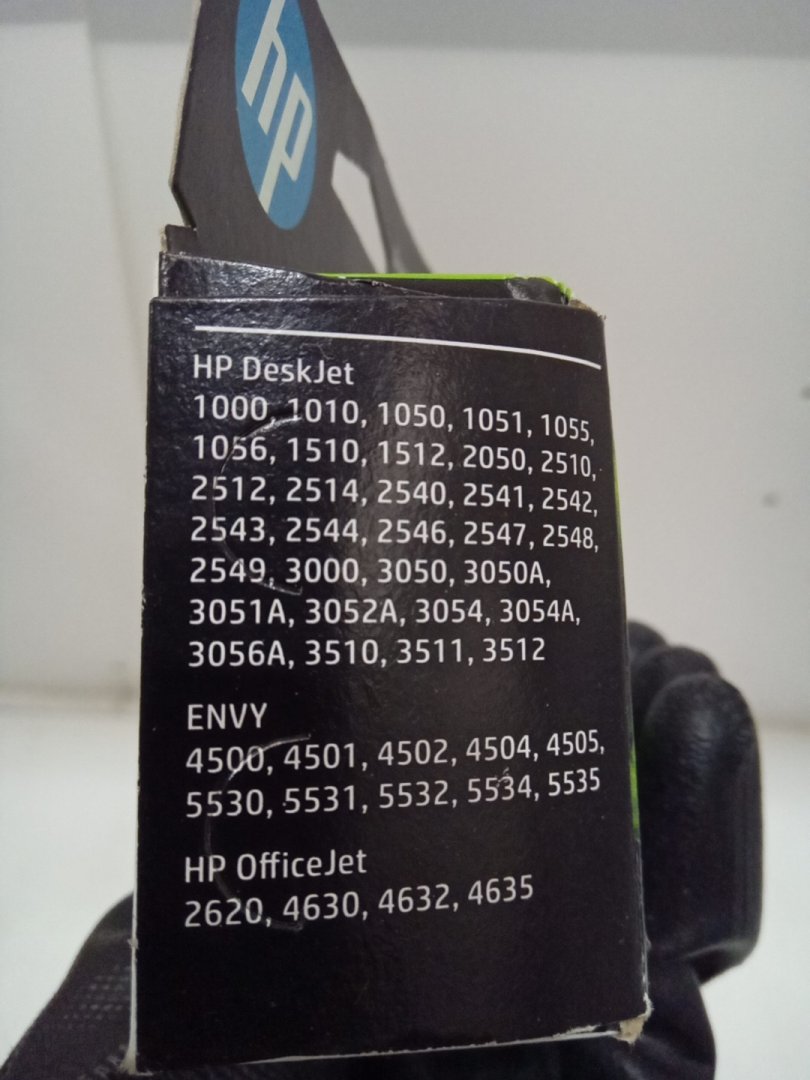 hp
HP DeskJet
1000, 1010, 1050, 1051, 1055,
1056, 1510, 1512, 2050, 2510,
2512, 2514, 2540, 2541, 2542,
2543, 2544, 2546, 2547, 2548,
2549, 3000, 3050, 3050A,
3051A, 3052A, 3054, 3054A,
3056A, 3510, 3511, 3512
ENVY
4500, 4501, 4502, 4504, 4505,
5530, 5531, 5532, 5534, 5535
HP OfficeJet
2620, 4630, 4632, 4635